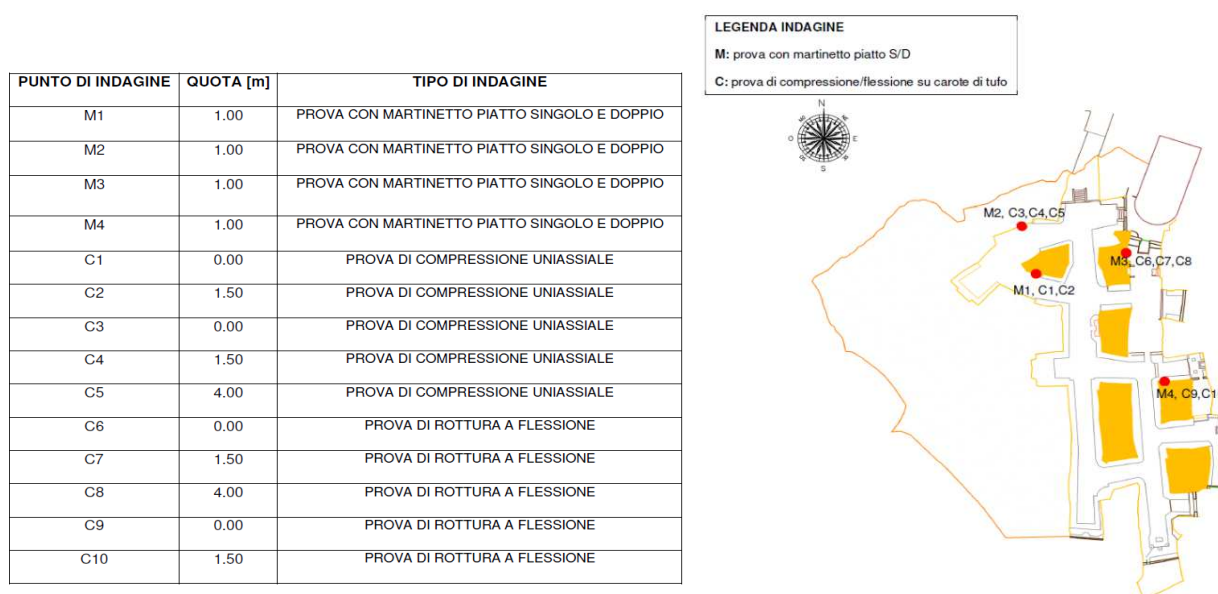 LEGENDA INDAGINE
M: prova con martinetto piatto S/D
C: prova di compressione/flessione su carote di tufo
PUNTO DI INDAGINE QUOTA [m] TIPO DI INDAGINE
M1 1.00 PROVA CON MARTINETTO PIATTO SINGOLO E DOPPIO
M2 1.00 PROVA CON MARTINETTO PIATTO SINGOLO E DOPPIO
M3 1.00 PROVA CON MARTINETTO PIATTO SINGOLO E DOPPIO
M4 1.00 PROVA CON MARTINETTO PIATTO SINGOLO E DOPPIO
C1 0.00 PROVA DI COMPRESSIONE UNIASSIALE
C2 1.50 PROVA DI COMPRESSIONE UNIASSIALE
C3 0.00 PROVA DI COMPRESSIONE UNIASSIALE
C4 1.50 PROVA DI COMPRESSIONE UNIASSIALE
C5 4.00 PROVA DI COMPRESSIONE UNIASSIALE
C6 0.00 PROVA DI ROTTURA A FLESSIONE
C7 1.50 PROVA DI ROTTURA A FLESSIONE
C8 4.00 PROVA DI ROTTURA A FLESSIONE
C9 0.00 PROVA DI ROTTURA A FLESSIONE
C10 1.50 PROVA DI ROTTURA A FLESSIONE
N
O E
S
M2, C3,C4,C5
M3, C6,C7,C8
M1, C1,C2
M4, C9,C1